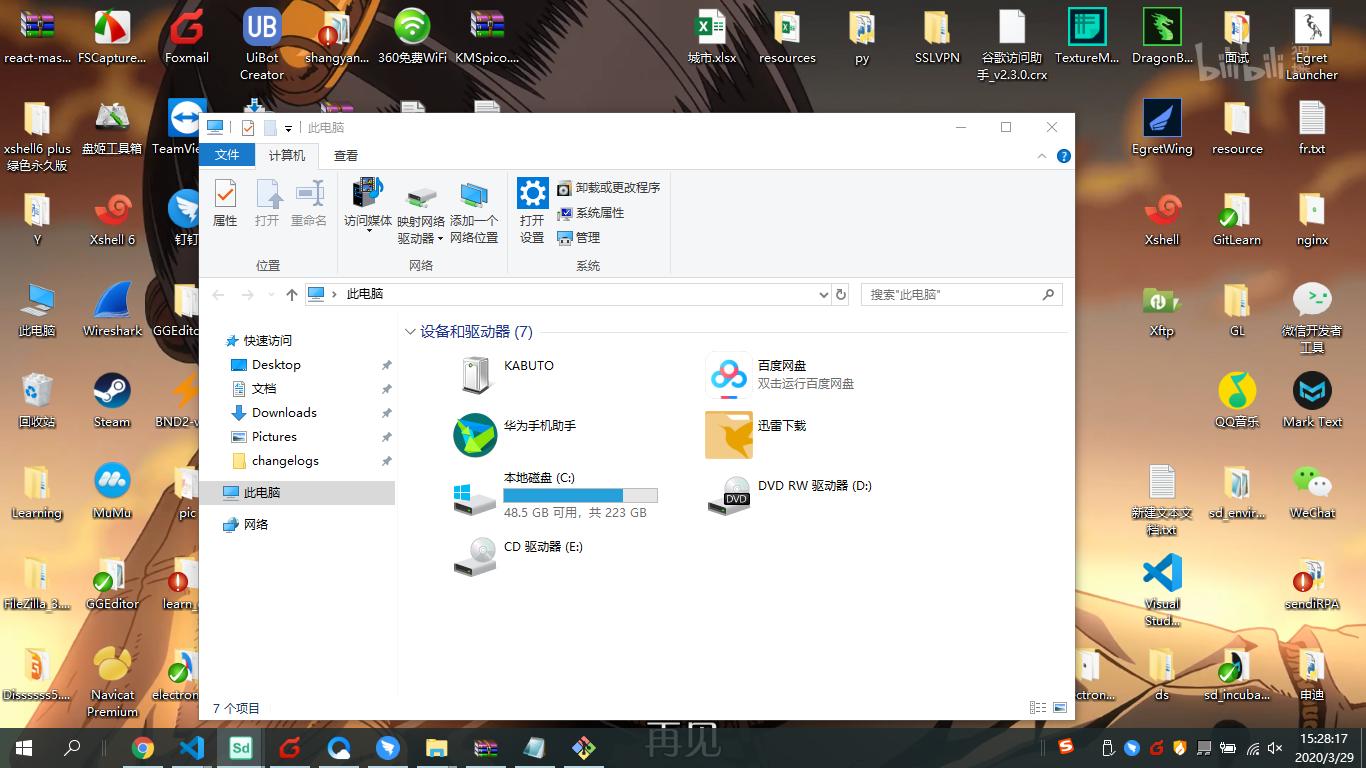 react-mas...
FSCapture...
Foxmail
UiBot
Creator
shangyan...
360免费WiFi
KMSpico....
城市.xlsx
resources
py
SSLVPN
谷歌访问助
手_v2.3.0.crx
TextureM...
DragonB...
面试
Egret
Launcher
bilibili
xshell6 plus
绿色永久版
盘姬工具箱
TeamVie
EgretWing
resource
fr.txt
此电脑
文件
计算机
查看
属性
打开
重命名
访问媒体
映射网络
驱动器
添加一个
网络位置
打开
设置
卸载或更改程序
系统属性
管理
位置
网络
系统
此电脑
搜索"此电脑"
Y
Xshell 6
钉钉
Xshell
GitLearn
nginx
此电脑
Wireshark
GGEdito
Xftp
GL
微信开发者
工具
回收站
Steam
BND2-v
QQ音乐
Mark Text
Learning
MuMu
pic
新建文本文
档.txt
sd_envir...
WeChat
FileZilla_3....
GGEditor
learn_
Visual
Stud...
sendiRPA
Dissssss5....
Navicat
Premium
electron
ctron...
ds
sd_incuba...
申迪
快速访问
Desktop
文档
Downloads
Pictures
changelogs
此电脑
网络
设备和驱动器 (7)
KABUTO
百度网盘
双击运行百度网盘
华为手机助手
迅雷下载
本地磁盘 (C:)
48.5 GB 可用，共 223 GB
DVD RW 驱动器 (D:)
DVD
CD 驱动器 (E:)
7 个项目
再见
UB
Sd
15:28:17
2020/3/29